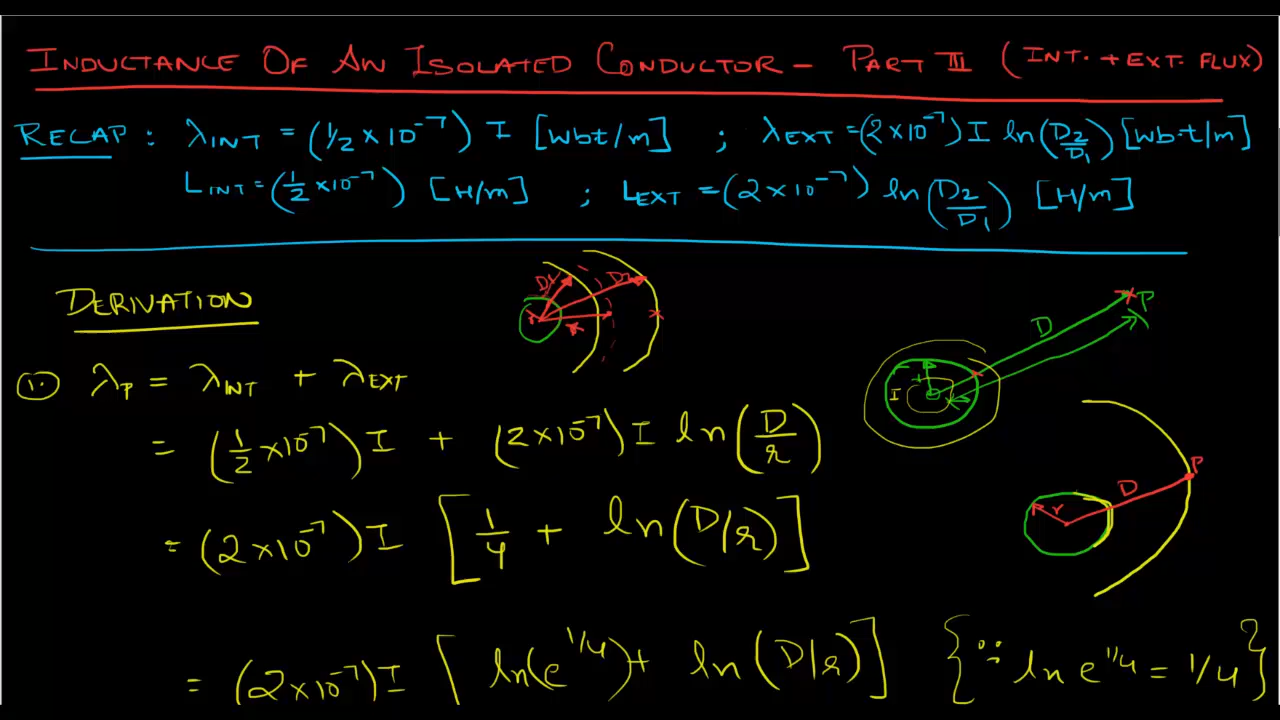 INDUCTANCE OF AN ISOLATED CONDUCTOR – PART III (INT. + EXT. FLUX)
RECAP : λINT = (1/2 × 10^-7) I [wbt/m] ; λEXT = (2×10^-7) I ln(D2/D1) [wb.t/m]
LINT = (1/2 × 10^-7) [H/m] ; LEXT = (2×10^-7) ln(D2/D1) [H/m]
DERIVATION
D1 D2
r
D P
I
① λP = λINT + λEXT
= (1/2 × 10^-7) I + (2×10^-7) I ln(D/r)
P
D
r
= (2×10^-7) I [1/4 + ln(D/r)]
= (2×10^-7) I [ln(e^1/4) + ln(D/r)] {∵ ln e^1/4 = 1/4}